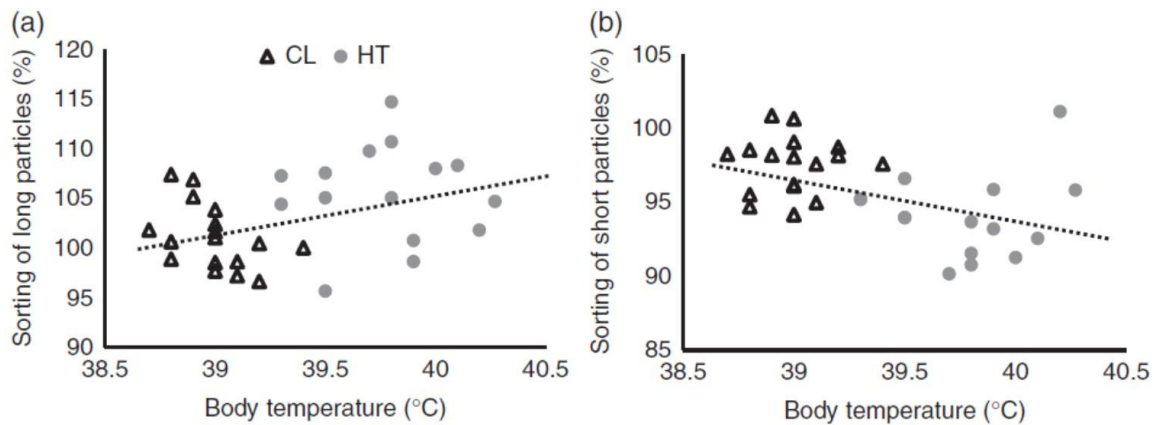 (a)
Sorting of long particles (%)
120
115
110
105
100
95
90
CL HT
38.5 39 39.5 40 40.5
Body temperature (°C)
(b)
Sorting of short particles (%)
105
100
95
90
85
38.5 39 39.5 40 40.5
Body temperature (°C)